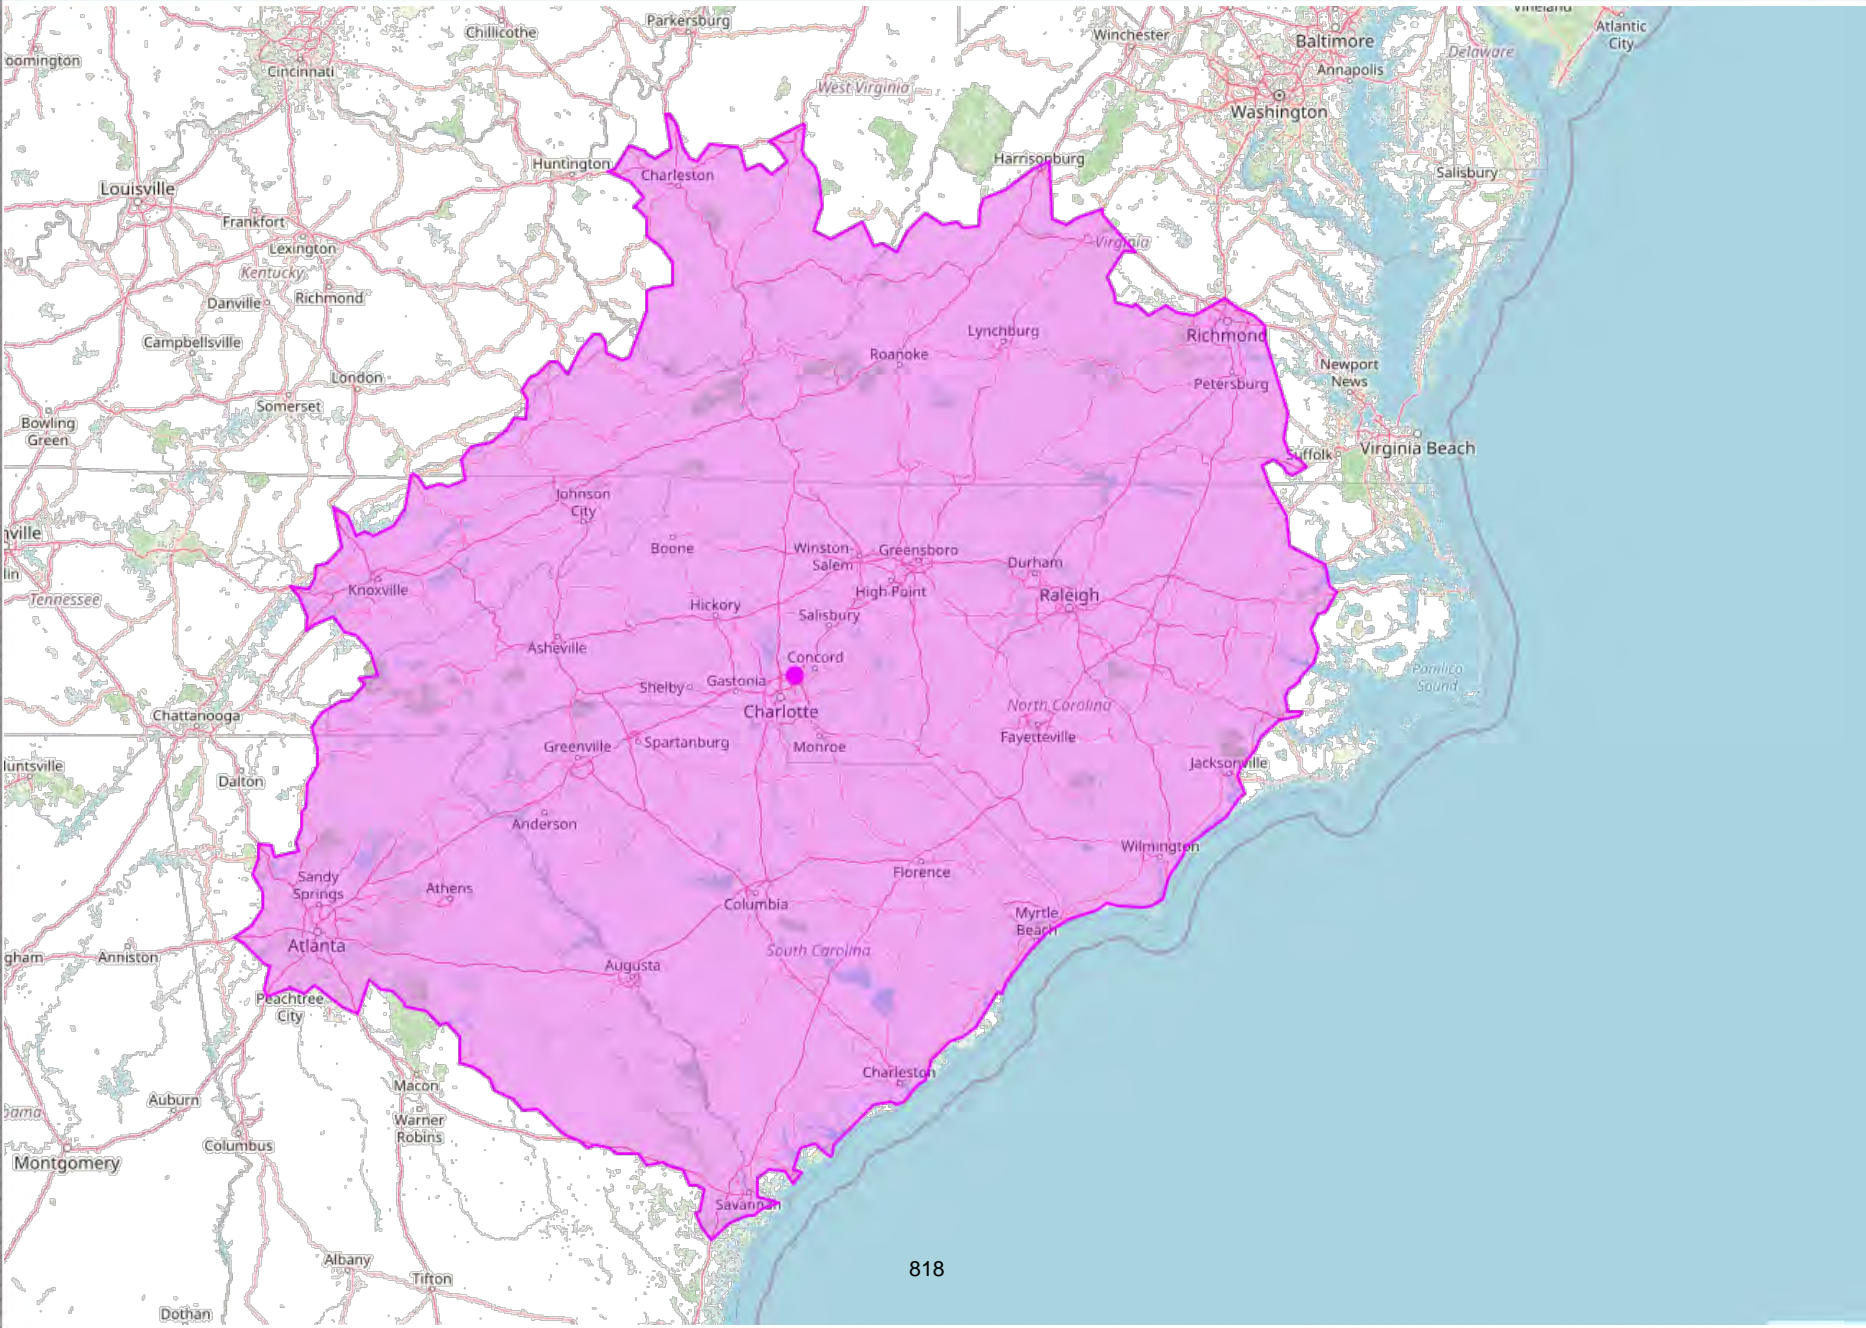 Parkersburg
Vineland
Atlantic
City
Chillicothe
Winchester
Baltimore
Delaware
oomington
Cincinnati
Annapolis
West Virginia
Washington
Huntington
Harrisonburg
Charleston
Salisbury
Louisville
Frankfort
Lexington
Virginia
Kentucky
Danville
Richmond
Campbellsville
Lynchburg
Richmond
Roanoke
Newport
News
London
Petersburg
Somerset
Bowling
Green
Virginia Beach
Suffolk
Johnson
City
ville
Boone
Winston-
Salem
Greensboro
Durham
lin
Tennessee
Knoxville
High Point
Raleigh
Hickory
Salisbury
Asheville
Concord
Pamlico
Sound
Shelby
Gastonia
Charlotte
North Carolina
Chattanooga
Fayetteville
Greenville
Spartanburg
Monroe
Huntsville
Jacksonville
Dalton
Anderson
Wilmington
Sandy
Springs
Athens
Florence
Columbia
Myrtle
Beach
Atlanta
gham
Anniston
South Carolina
Augusta
Peachtree
City
Charleston
Macon
Auburn
bama
Warner
Robins
Columbus
Montgomery
Savannah
Albany
818
Tifton
Dothan